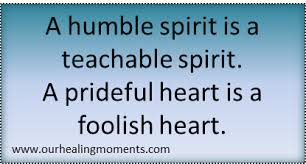 A humble spirit is a
teachable spirit.
A prideful heart is a
foolish heart.
www.ourhealingmoments.com